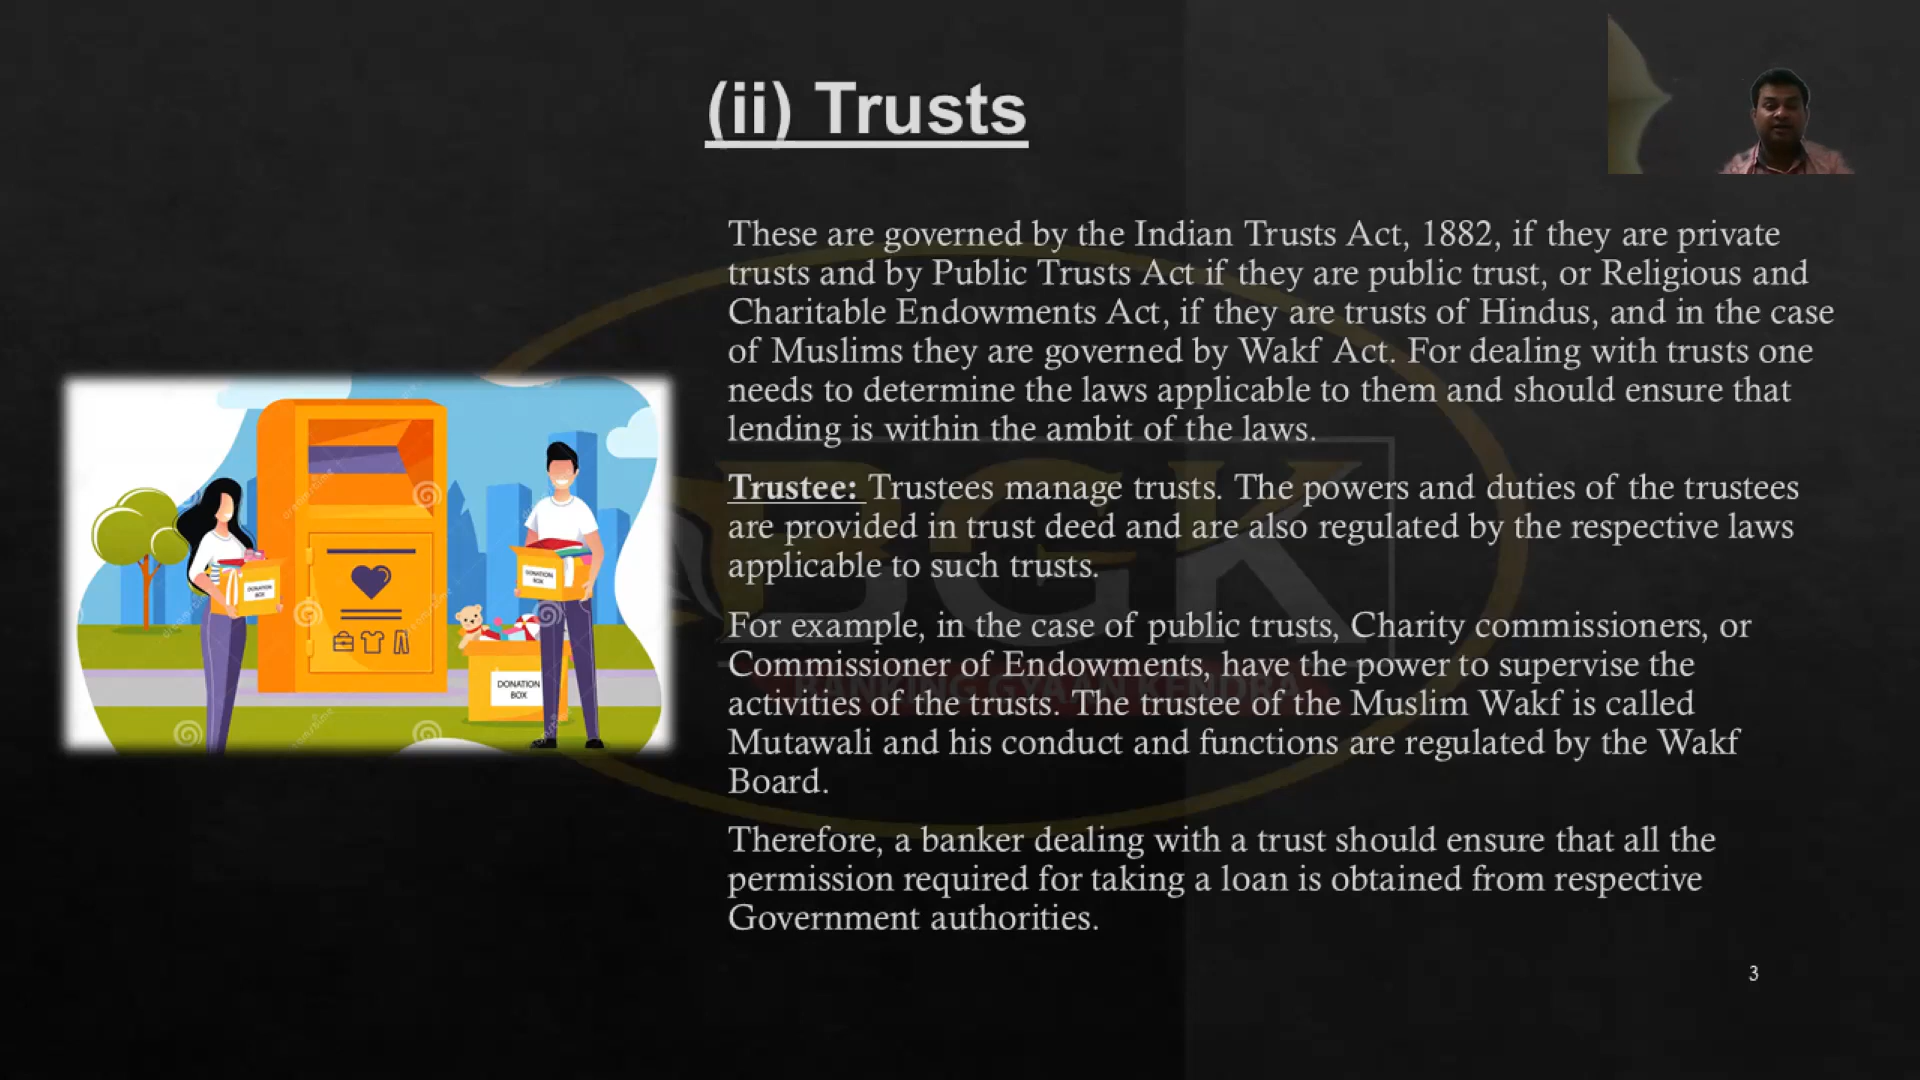 (ii) Trusts
These are governed by the Indian Trusts Act, 1882, if they are private
trusts and by Public Trusts Act if they are public trust, or Religious and
Charitable Endowments Act, if they are trusts of Hindus, and in the case
of Muslims they are governed by Wakf Act. For dealing with trusts one
needs to determine the laws applicable to them and should ensure that
lending is within the ambit of the laws.
Trustee: Trustees manage trusts. The powers and duties of the trustees
are provided in trust deed and are also regulated by the respective laws
applicable to such trusts.
For example, in the case of public trusts, Charity commissioners, or
Commissioner of Endowments, have the power to supervise the
activities of the trusts. The trustee of the Muslim Wakf is called
Mutawali and his conduct and functions are regulated by the Wakf
Board.
Therefore, a banker dealing with a trust should ensure that all the
permission required for taking a loan is obtained from respective
Government authorities.
DONATION
BOX
DONATION
BOX
DONATION
BOX
BGK
BANKING GYAAN KENDRA
3